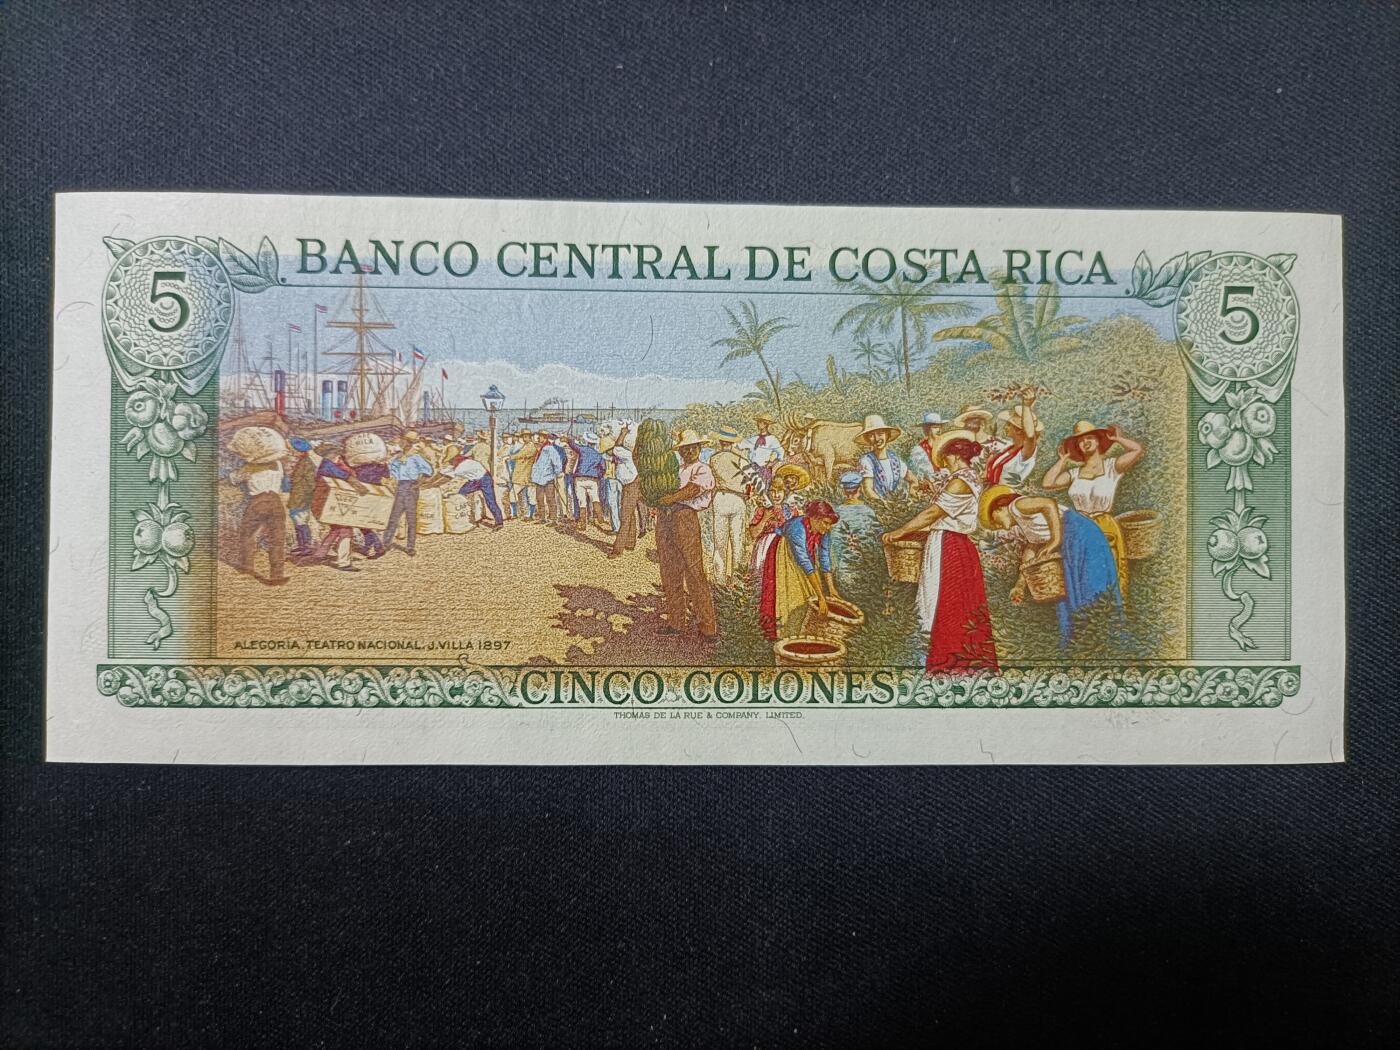 BANCO CENTRAL DE COSTA RICA
5
5
ALEGORIA, TEATRO NACIONAL. J. VILLA 1897
CINCO COLONES
THOMAS DE LA RUE & COMPANY, LIMITED.